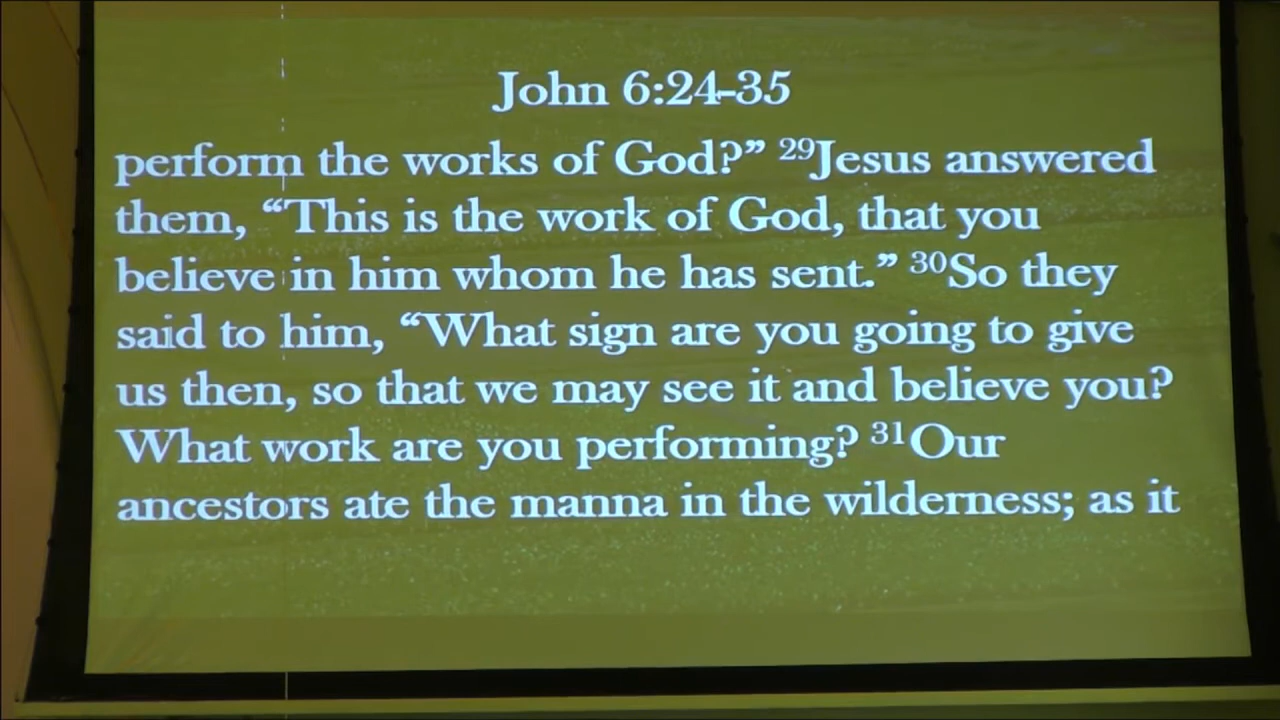 John 6:24-35
perform the works of God?” 29Jesus answered
them, “This is the work of God, that you
believe in him whom he has sent.” 30So they
said to him, “What sign are you going to give
us then, so that we may see it and believe you?
What work are you performing? 31Our
ancestors ate the manna in the wilderness; as it